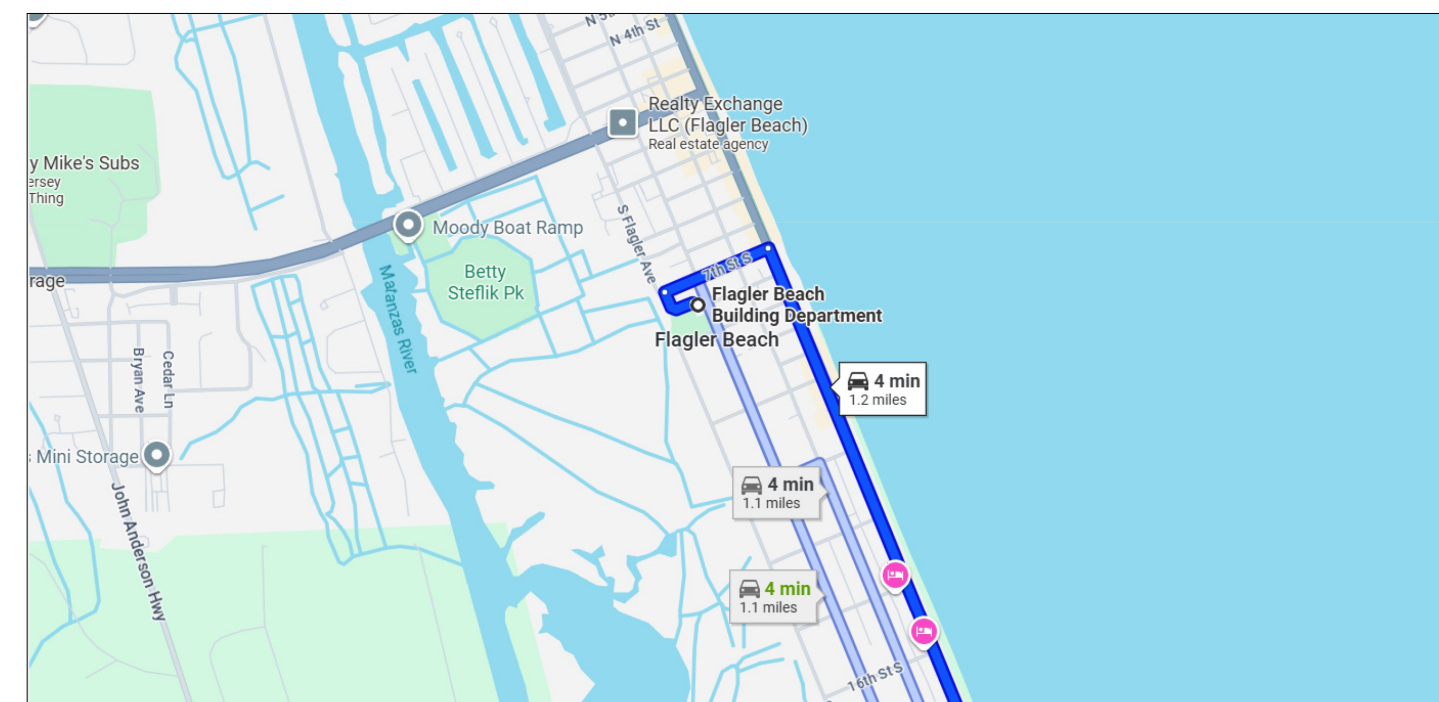 N 5
N 4th St
Realty Exchange
LLC (Flagler Beach)
Real estate agency
y Mike's Subs
ersey
Thing
S Flagler Ave
Moody Boat Ramp
7th St S
Betty
Steflik Pk
rage
Matanzas River
Flagler Beach
Building Department
Flagler Beach
Bryan Ave
Cedar Ln
4 min
1.2 miles
s Mini Storage
4 min
1.1 miles
John Anderson Hwy
4 min
1.1 miles
16th St S